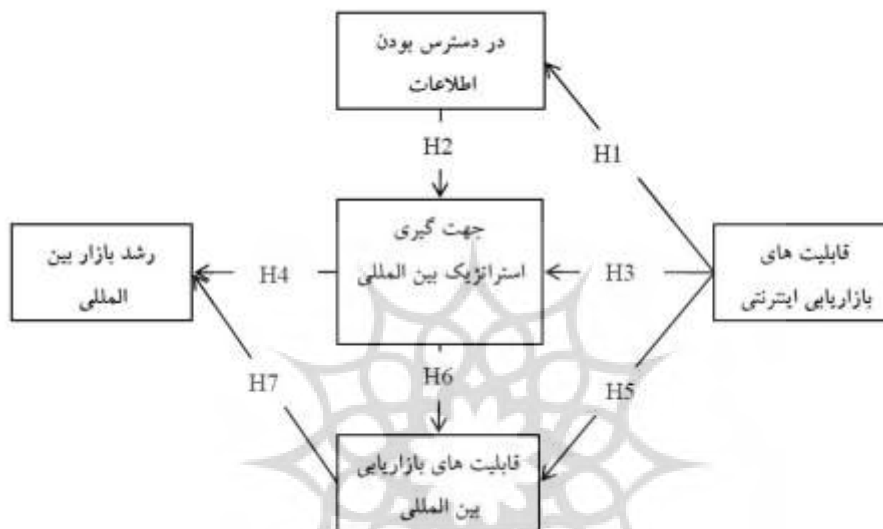 در دسترس بودن
اطلاعات
H1
H2
قابلیت های
بازاریابی اینترنتی
H3
جهت گیری
استراتژیک بین المللی
H4
رشد بازار بین
المللی
H5
H6
H7
قابلیت های بازاریابی
بین المللی